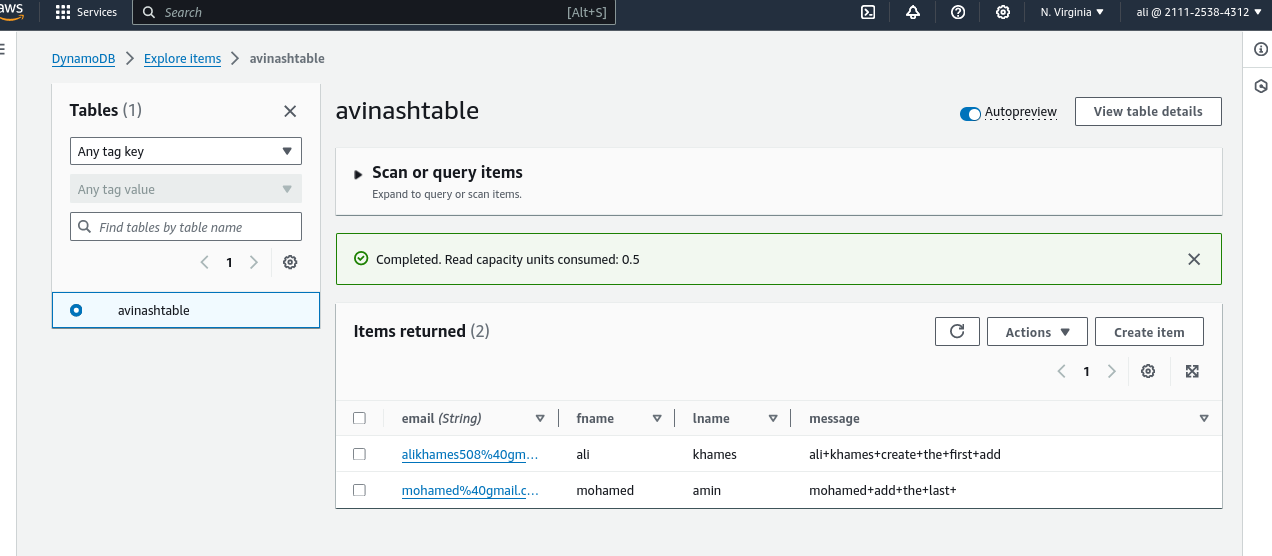 aws Services Search [Alt+S] N. Virginia ali @ 2111-2538-4312
DynamoDB Explore items avinashtable
Tables (1)
Any tag key
Any tag value
Find tables by table name
1
avinashtable
avinashtable
Autopreview View table details
Scan or query items
Expand to query or scan items.
Completed. Read capacity units consumed: 0.5
Items returned (2)
Actions Create item
1
email (String) fname lname message
alikhames508%40gm... ali khames ali+khames+create+the+first+add
mohamed%40gmail.c... mohamed amin mohamed+add+the+last+